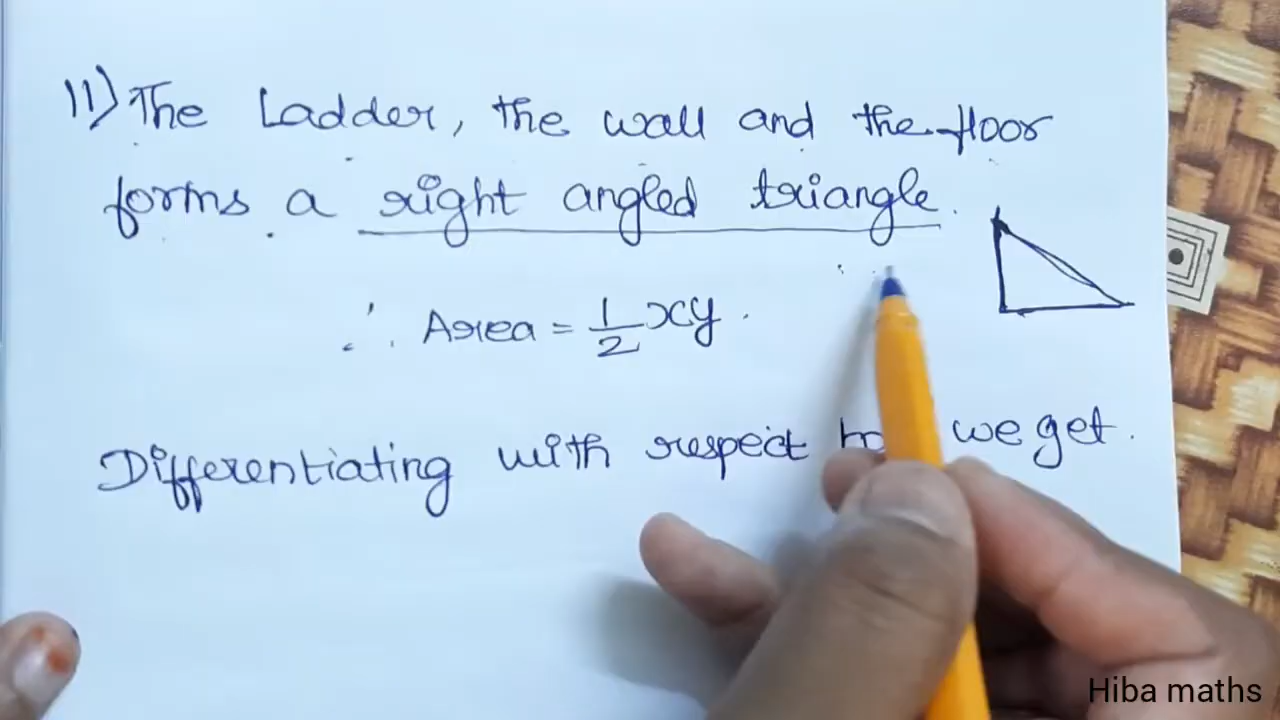 11) The Ladder, the wall and the floor
forms a right angled triangle.
∴ Area = 1/2 xy.
Differentiating with respect to we get.
Hiba maths